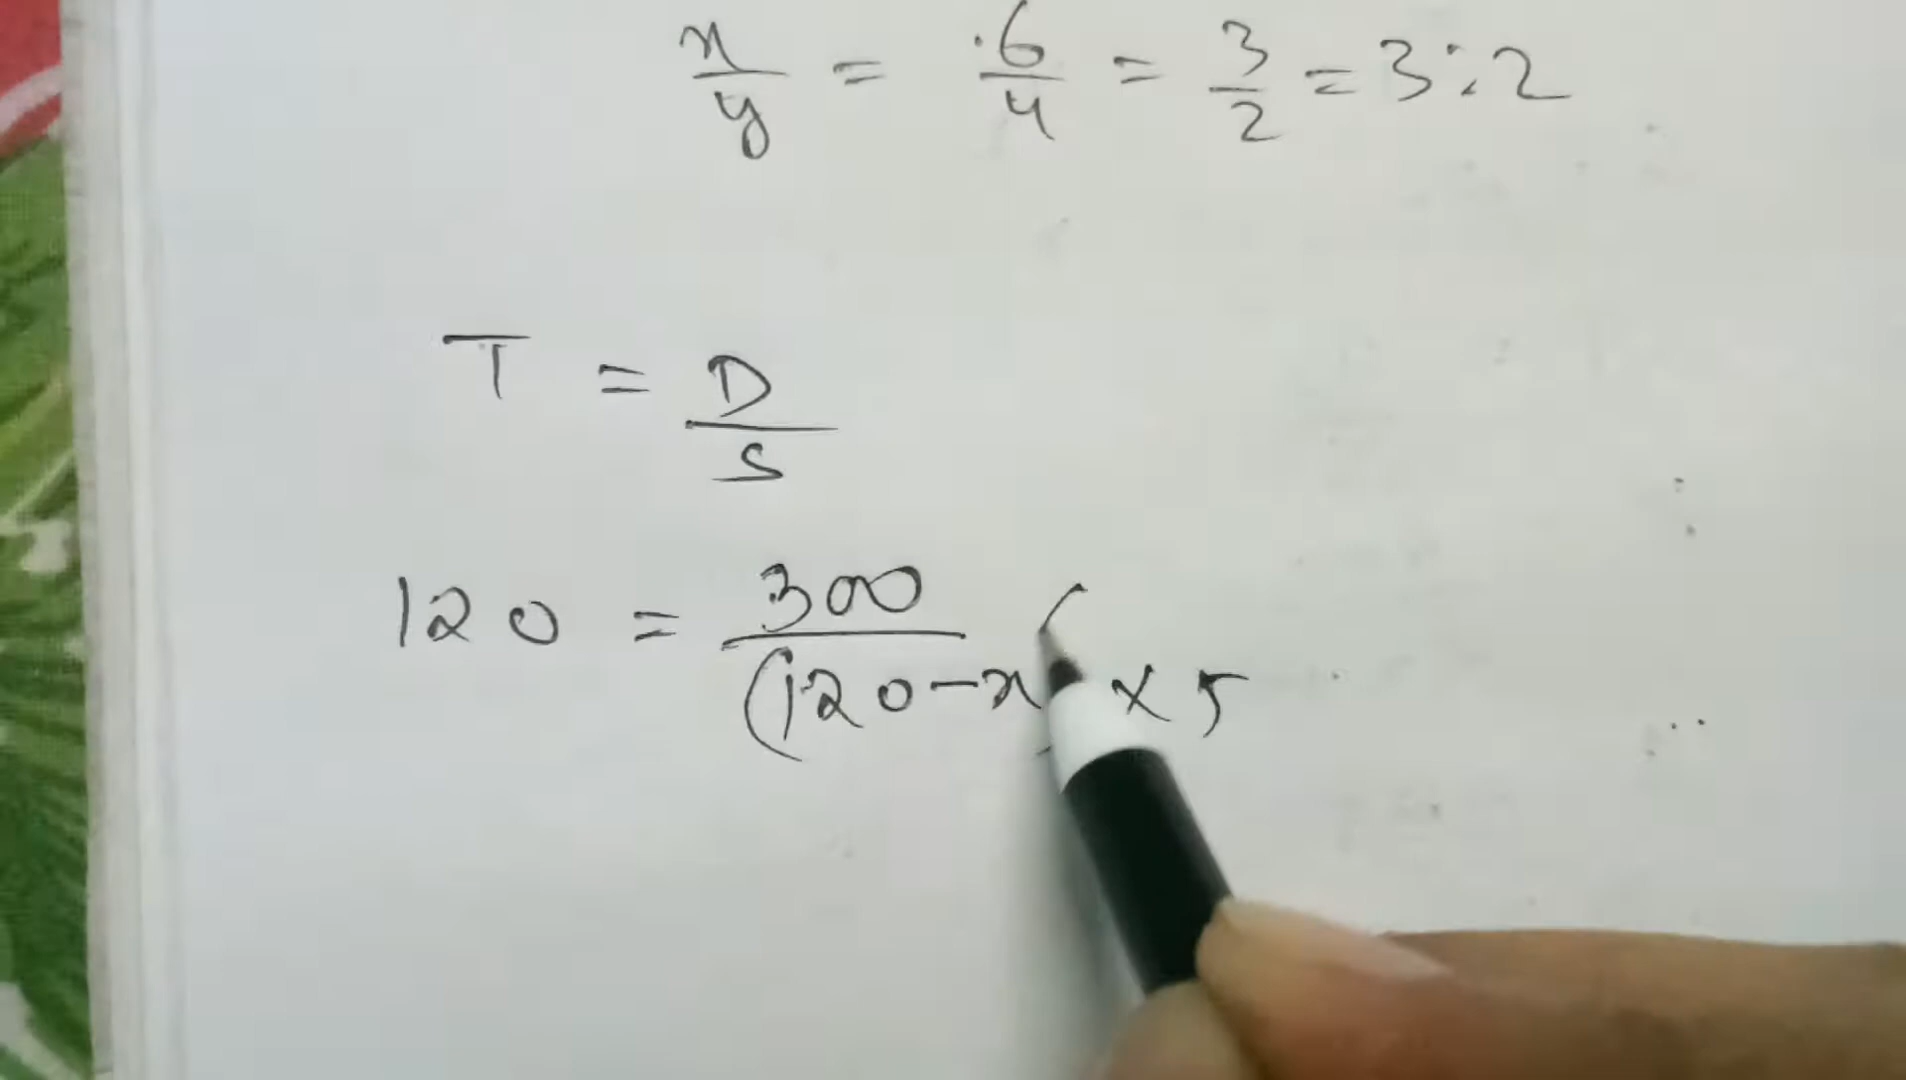 x/y = 6/4 = 3/2 = 3:2
T = D/S
120 = 300/(120-x) × 5